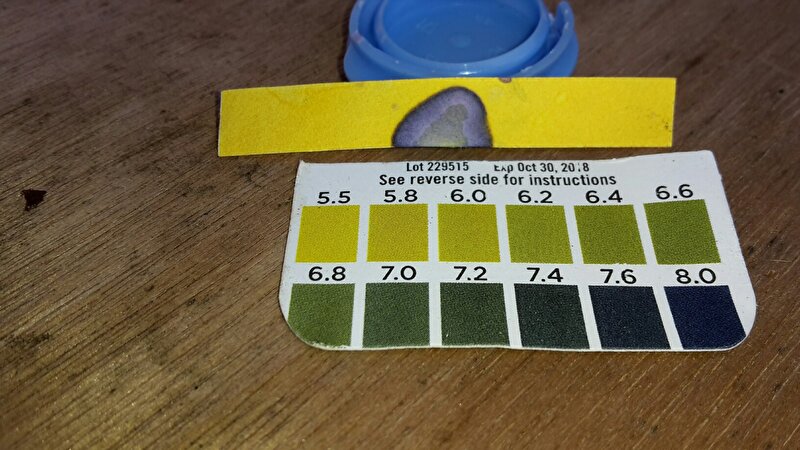 Lot 229515 Exp Oct 30, 2018
See reverse side for instructions
5.5 5.8 6.0 6.2 6.4 6.6
6.8 7.0 7.2 7.4 7.6 8.0